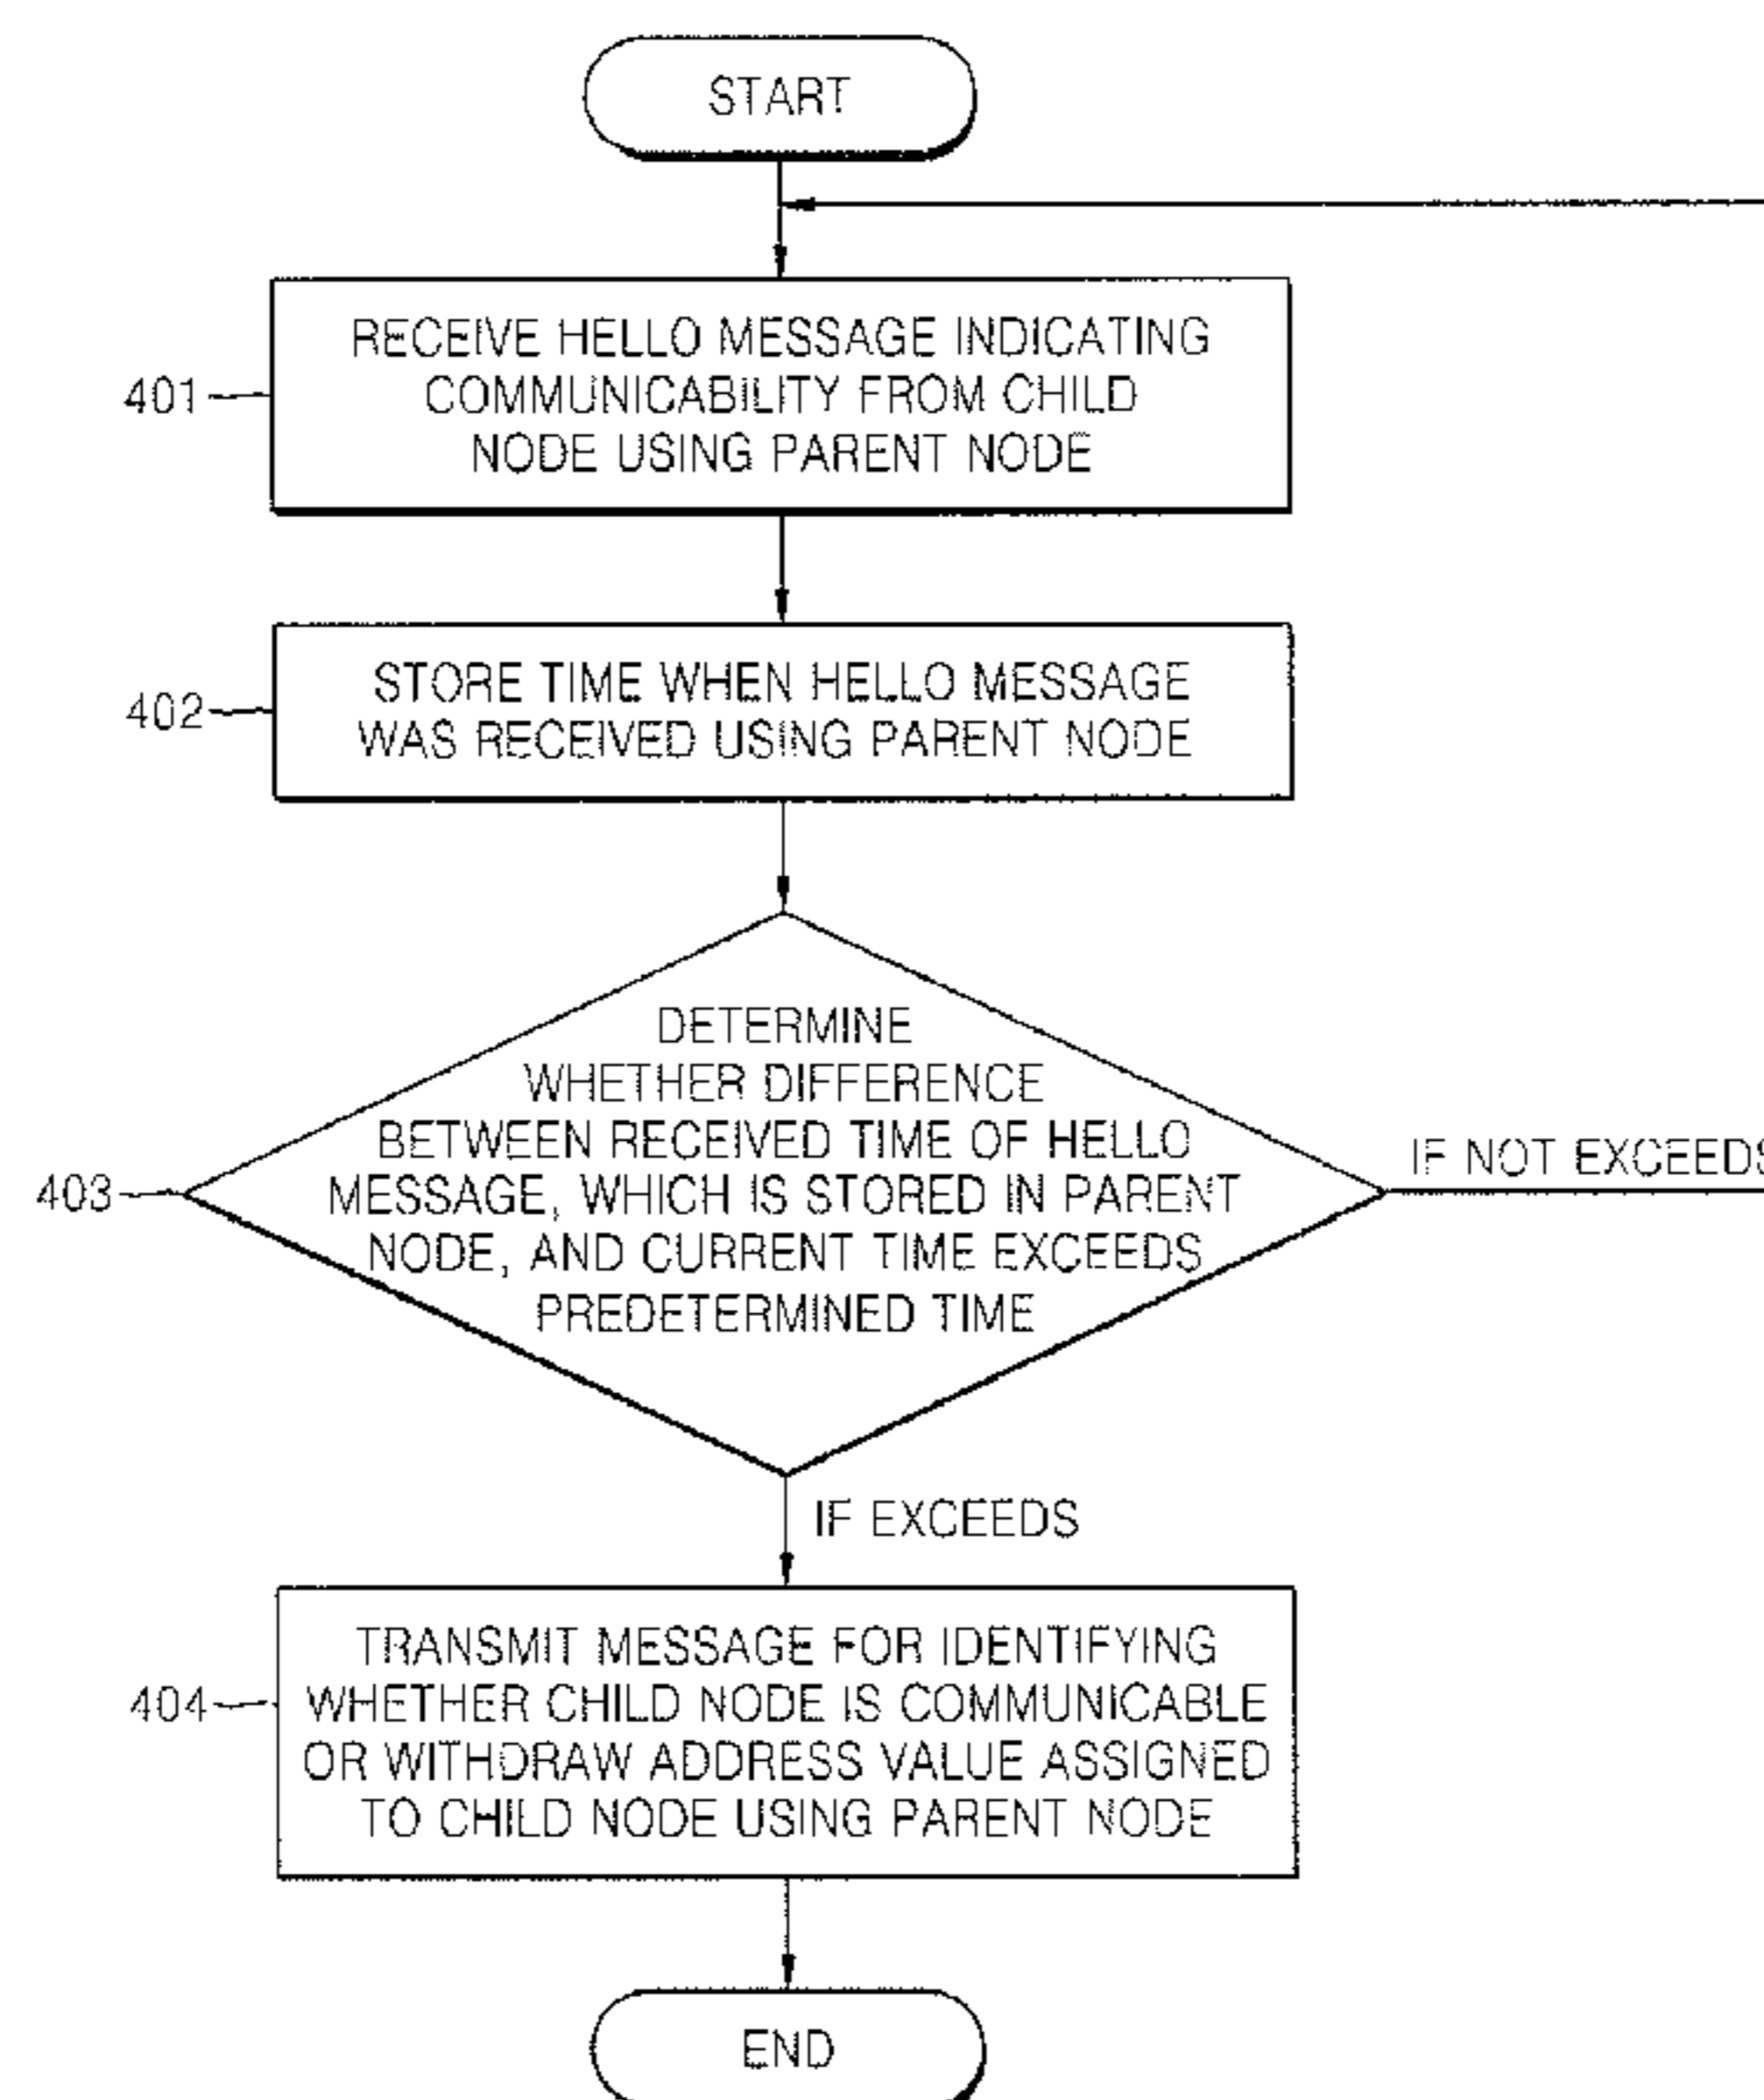 START
RECEIVE HELLO MESSAGE INDICATING
COMMUNICABILITY FROM CHILD
NODE USING PARENT NODE
401
STORE TIME WHEN HELLO MESSAGE
WAS RECEIVED USING PARENT NODE
402
DETERMINE
WHETHER DIFFERENCE
BETWEEN RECEIVED TIME OF HELLO
MESSAGE, WHICH IS STORED IN PARENT
NODE, AND CURRENT TIME EXCEEDS
PREDETERMINED TIME
403
IF NOT EXCEEDS
IF EXCEEDS
TRANSMIT MESSAGE FOR IDENTIFYING
WHETHER CHILD NODE IS COMMUNICABLE
OR WITHDRAW ADDRESS VALUE ASSIGNED
TO CHILD NODE USING PARENT NODE
404
END